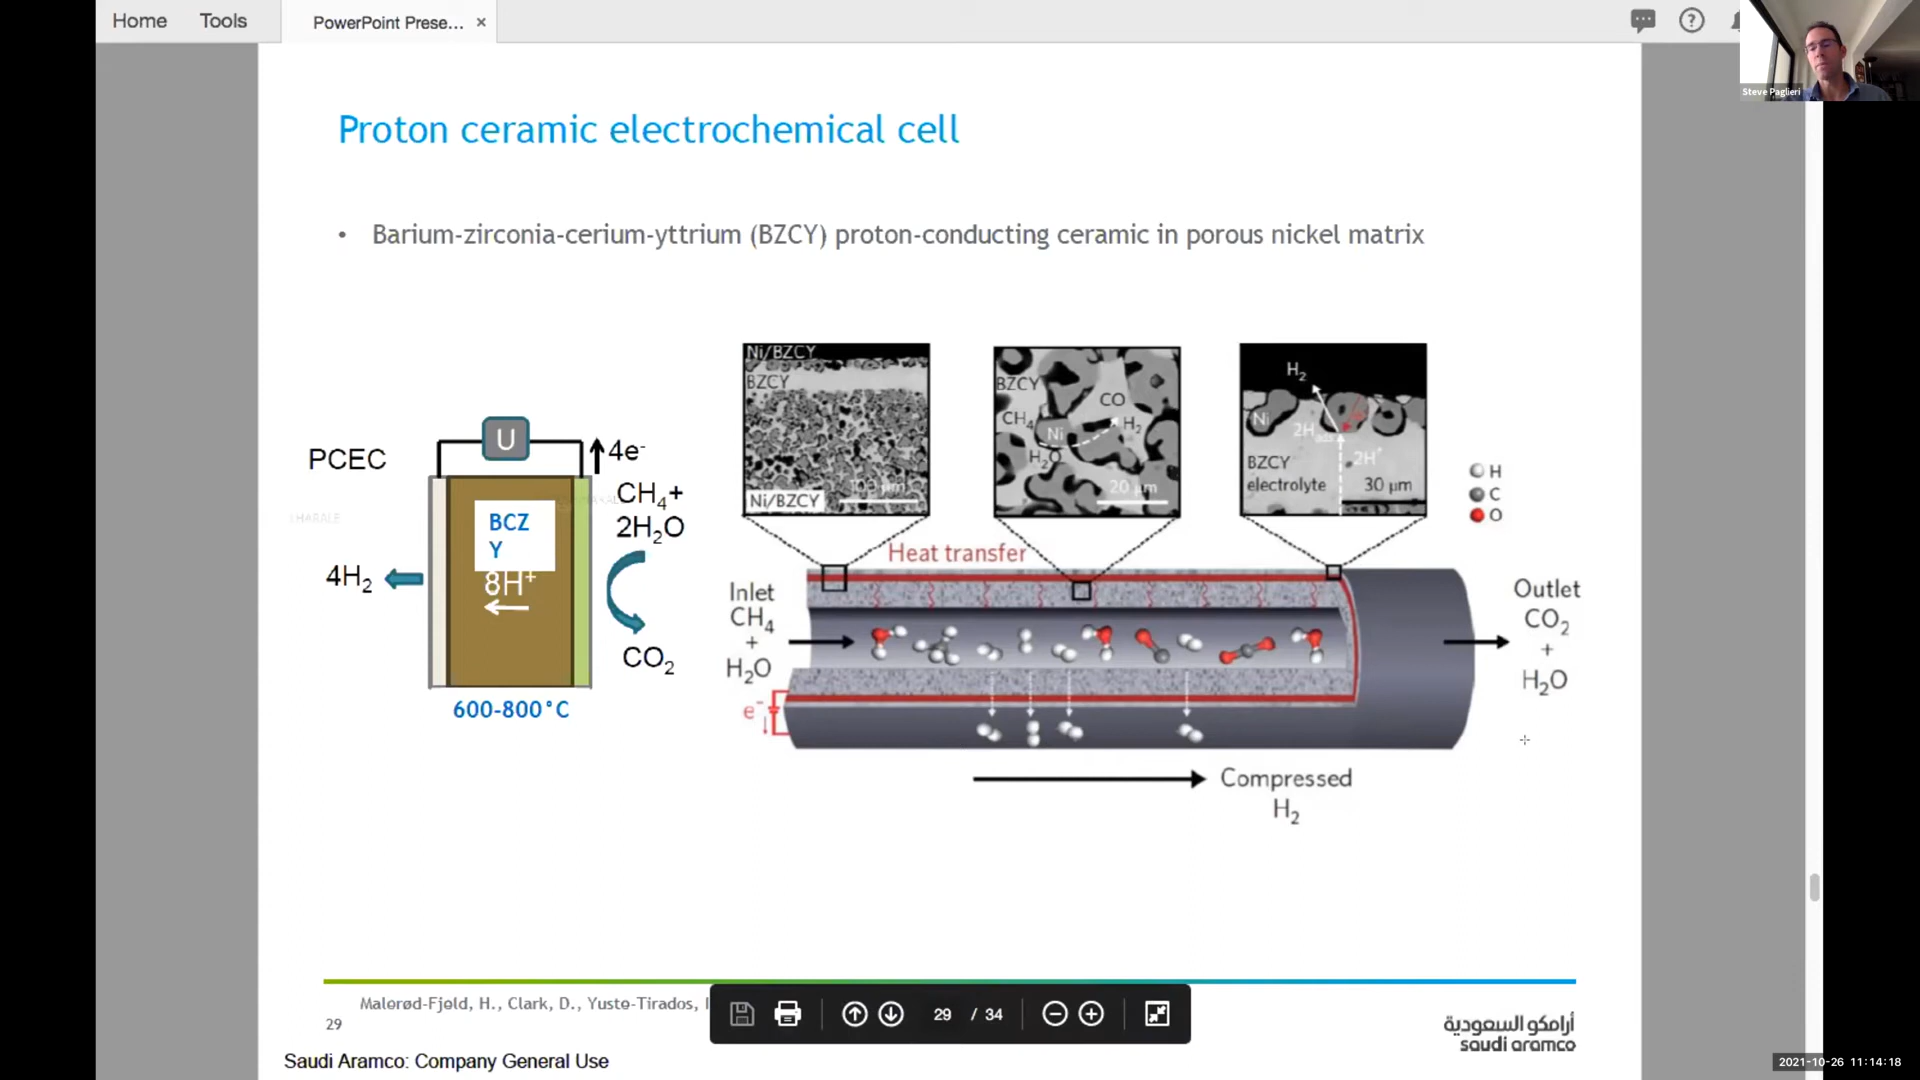 Home Tools PowerPoint Prese... ×
Steve Paglieri
Proton ceramic electrochemical cell
• Barium-zirconia-cerium-yttrium (BZCY) proton-conducting ceramic in porous nickel matrix
PCEC
U
4e-
CH4+
2H2O
BCZ
Y
8H+
4H2
CO2
600-800°C
Ni/BZCY
BZCY
Ni/BZCY
100 µm
BZCY
CH4
CO
Ni
H2
H2O
20 µm
H2
Ni
2Hads
2H+
BZCY
electrolyte
30 µm
H
C
O
Heat transfer
Inlet
CH4
+
H2O
e-
Outlet
CO2
+
H2O
Compressed
H2
Malerød-Fjeld, H., Clark, D., Yuste-Tirados,
29
29 / 34
أرامكو السعودية
saudi aramco
Saudi Aramco: Company General Use
2021-10-26 11:14:18